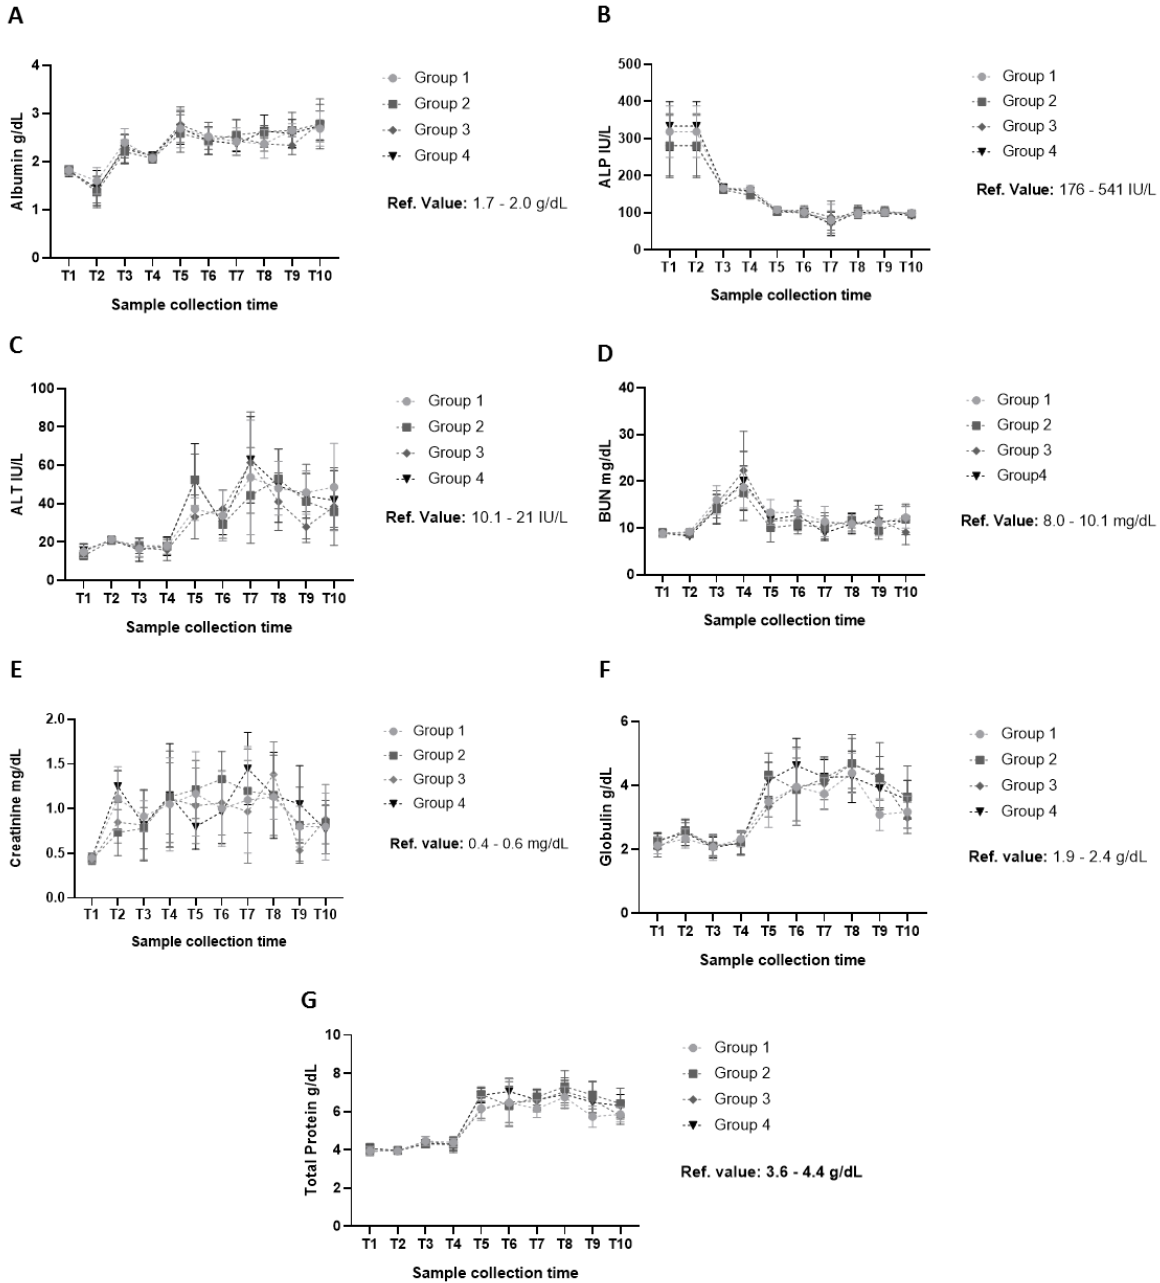 A
Albumin g/dL
4
3
2
1
0
T1 T2 T3 T4 T5 T6 T7 T8 T9 T10
Sample collection time
Group 1
Group 2
Group 3
Group 4
Ref. Value: 1.7 - 2.0 g/dL
B
ALP IU/L
500
400
300
200
100
0
T1 T2 T3 T4 T5 T6 T7 T8 T9 T10
Sample collection time
Group 1
Group 2
Group 3
Group 4
Ref. Value: 176 - 541 IU/L
C
ALT IU/L
100
80
60
40
20
0
T1 T2 T3 T4 T5 T6 T7 T8 T9 T10
Sample collection time
Group 1
Group 2
Group 3
Group 4
Ref. Value: 10.1 - 21 IU/L
D
BUN mg/dL
40
30
20
10
0
T1 T2 T3 T4 T5 T6 T7 T8 T9 T10
Sample collection time
Group 1
Group 2
Group 3
Group4
Ref. Value: 8.0 - 10.1 mg/dL
E
Creatinine mg/dL
2.0
1.5
1.0
0.5
0.0
T1 T2 T3 T4 T5 T6 T7 T8 T9 T10
Sample collection time
Group 1
Group 2
Group 3
Group 4
Ref. value: 0.4 - 0.6 mg/dL
F
Globulin g/dL
6
4
2
0
T1 T2 T3 T4 T5 T6 T7 T8 T9 T10
Sample collection time
Group 1
Group 2
Group 3
Group 4
Ref. value: 1.9 - 2.4 g/dL
G
Total Protein g/dL
10
8
6
4
2
0
T1 T2 T3 T4 T5 T6 T7 T8 T9 T10
Sample collection time
Group 1
Group 2
Group 3
Group 4
Ref. value: 3.6 - 4.4 g/dL